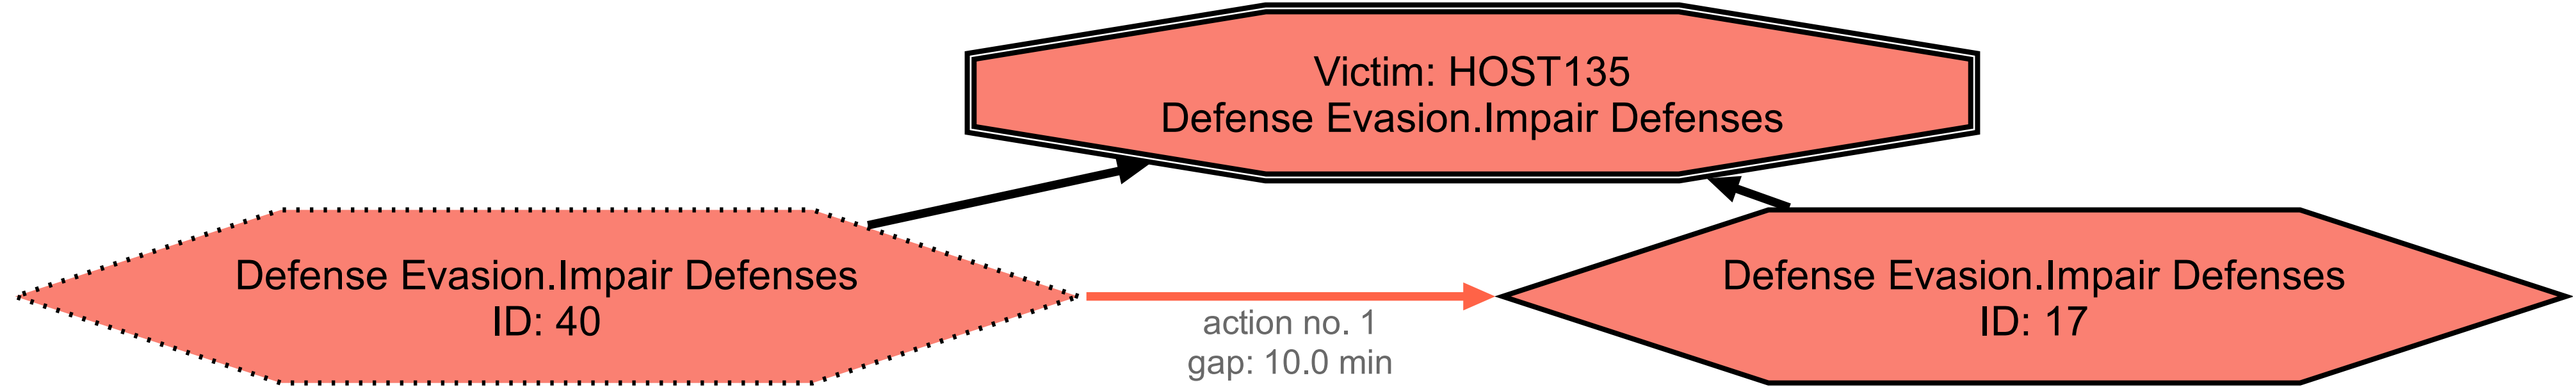 Victim: HOST135
Defense Evasion.Impair Defenses
Defense Evasion.Impair Defenses
ID: 40
action no. 1
gap: 10.0 min
Defense Evasion.Impair Defenses
ID: 17